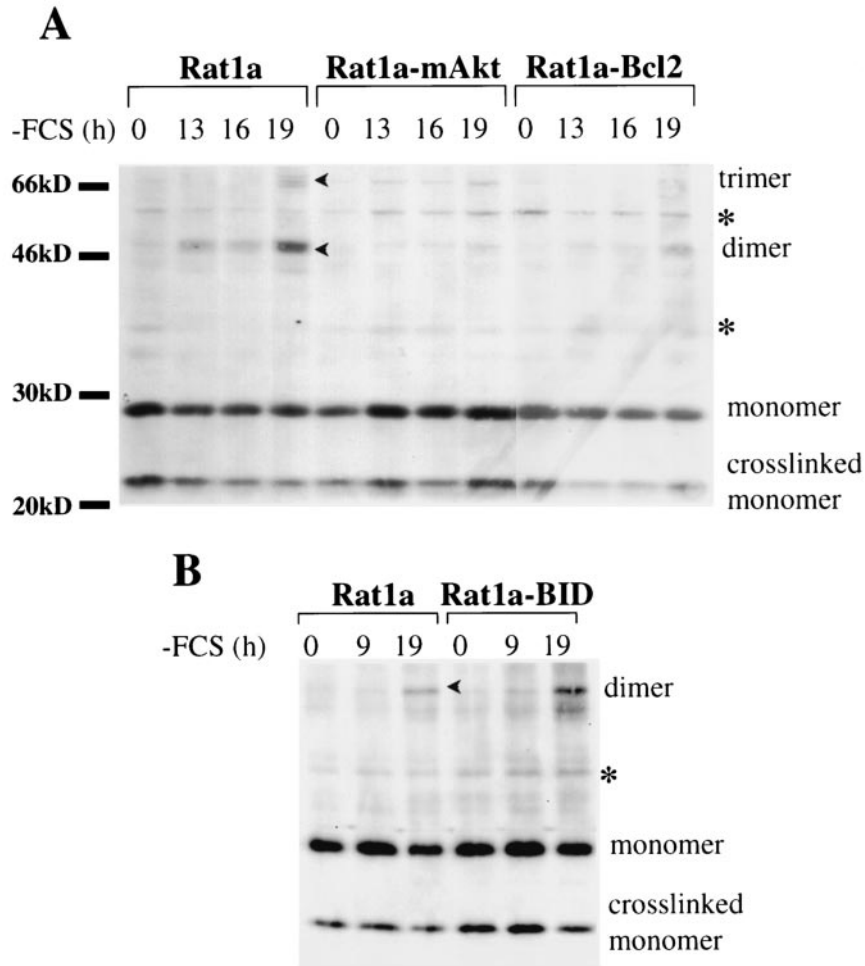 A
Rat1a Rat1a-mAkt Rat1a-Bcl2
-FCS (h) 0 13 16 19 0 13 16 19 0 13 16 19
66kD
trimer
*
46kD
dimer
*
30kD
monomer
crosslinked
monomer
20kD
B
Rat1a Rat1a-BID
-FCS (h) 0 9 19 0 9 19
dimer
*
monomer
crosslinked
monomer